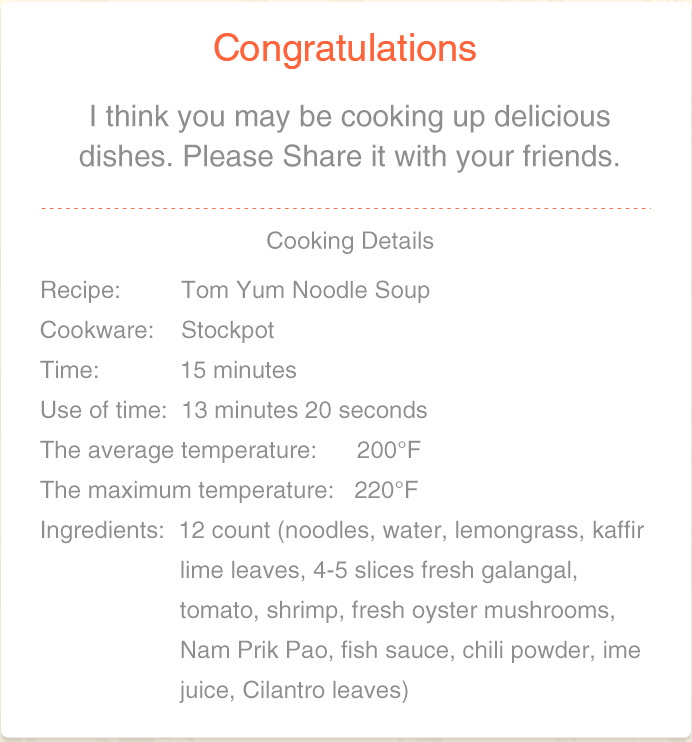 Congratulations
I think you may be cooking up delicious
dishes. Please Share it with your friends.
Cooking Details
Recipe: Tom Yum Noodle Soup
Cookware: Stockpot
Time: 15 minutes
Use of time: 13 minutes 20 seconds
The average temperature: 200°F
The maximum temperature: 220°F
Ingredients: 12 count (noodles, water, lemongrass, kaffir
lime leaves, 4-5 slices fresh galangal,
tomato, shrimp, fresh oyster mushrooms,
Nam Prik Pao, fish sauce, chili powder, ime
juice, Cilantro leaves)